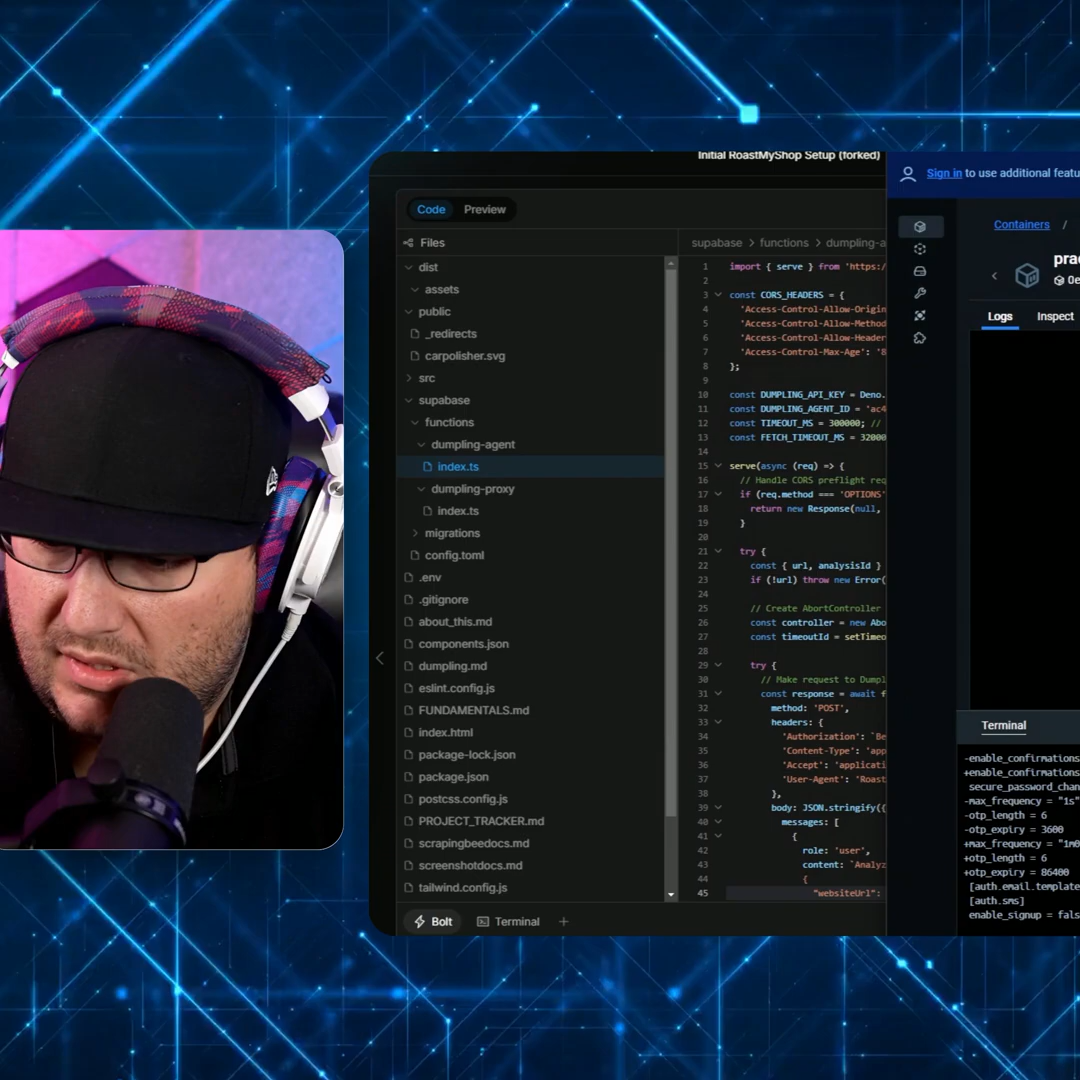 Initial RoastMyShop Setup (forked)
Code Preview
Files
dist
assets
public
_redirects
carpolisher.svg
src
supabase
functions
dumpling-agent
index.ts
dumpling-proxy
index.ts
migrations
config.toml
.env
.gitignore
about_this.md
components.json
dumpling.md
eslint.config.js
FUNDAMENTALS.md
index.html
package-lock.json
package.json
postcss.config.js
PROJECT_TRACKER.md
scrapingbeedocs.md
screenshotdocs.md
tailwind.config.js
Bolt Terminal +
supabase > functions > dumpling-a
1 import { serve } from 'https:/
2
3 const CORS_HEADERS = {
4 'Access-Control-Allow-Origin
5 'Access-Control-Allow-Method
6 'Access-Control-Allow-Header
7 'Access-Control-Max-Age': '8
8 };
9
10 const DUMPLING_API_KEY = Deno.
11 const DUMPLING_AGENT_ID = 'ac4
12 const TIMEOUT_MS = 300000; //
13 const FETCH_TIMEOUT_MS = 32000
14
15 serve(async (req) => {
16 // Handle CORS preflight req
17 if (req.method === 'OPTIONS'
18 return new Response(null,
19 }
20
21 try {
22 const { url, analysisId }
23 if (!url) throw new Error(
24
25 // Create AbortController
26 const controller = new Abo
27 const timeoutId = setTimeo
28
29 try {
30 // Make request to Dumpl
31 const response = await f
32 method: 'POST',
33 headers: {
34 'Authorization': `Be
35 'Content-Type': 'app
36 'Accept': 'applicati
37 'User-Agent': 'Roast
38 },
39 body: JSON.stringify({
40 messages: [
41 {
42 role: 'user',
43 content: `Analyz
44 {
45 "websiteUrl":
Sign in to use additional featu
Containers /
prac
0e
Logs Inspect
Terminal
-enable_confirmations
+enable_confirmations
secure_password_chan
-max_frequency = "1s"
-otp_length = 6
-otp_expiry = 3600
+max_frequency = "1m0
+otp_length = 6
+otp_expiry = 86400
[auth.email.template
[auth.sms]
enable_signup = fals